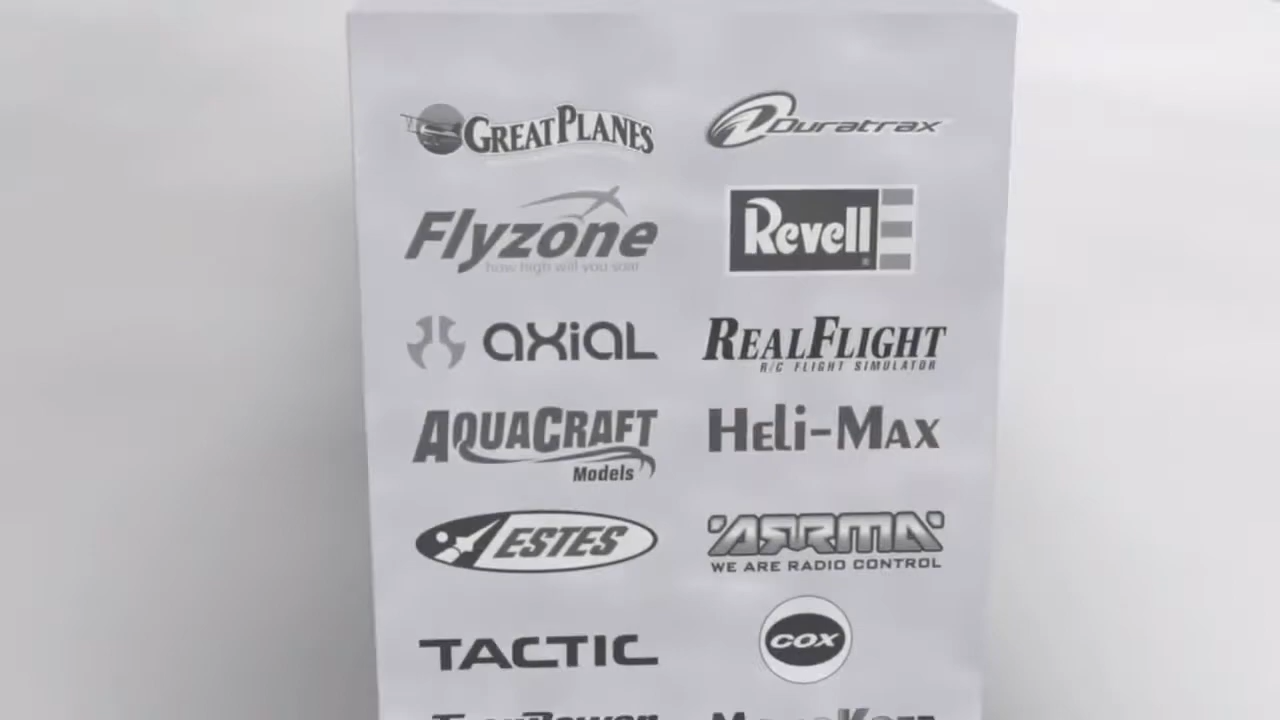 GREATPLANES
Duratrax
Flyzone
how high will you soar
Revell
axial
REALFLIGHT
R/C FLIGHT SIMULATOR
AQUACRAFT
Models
HELI-MAX
ESTES
ARRMA
WE ARE RADIO CONTROL
TACTIC
COX